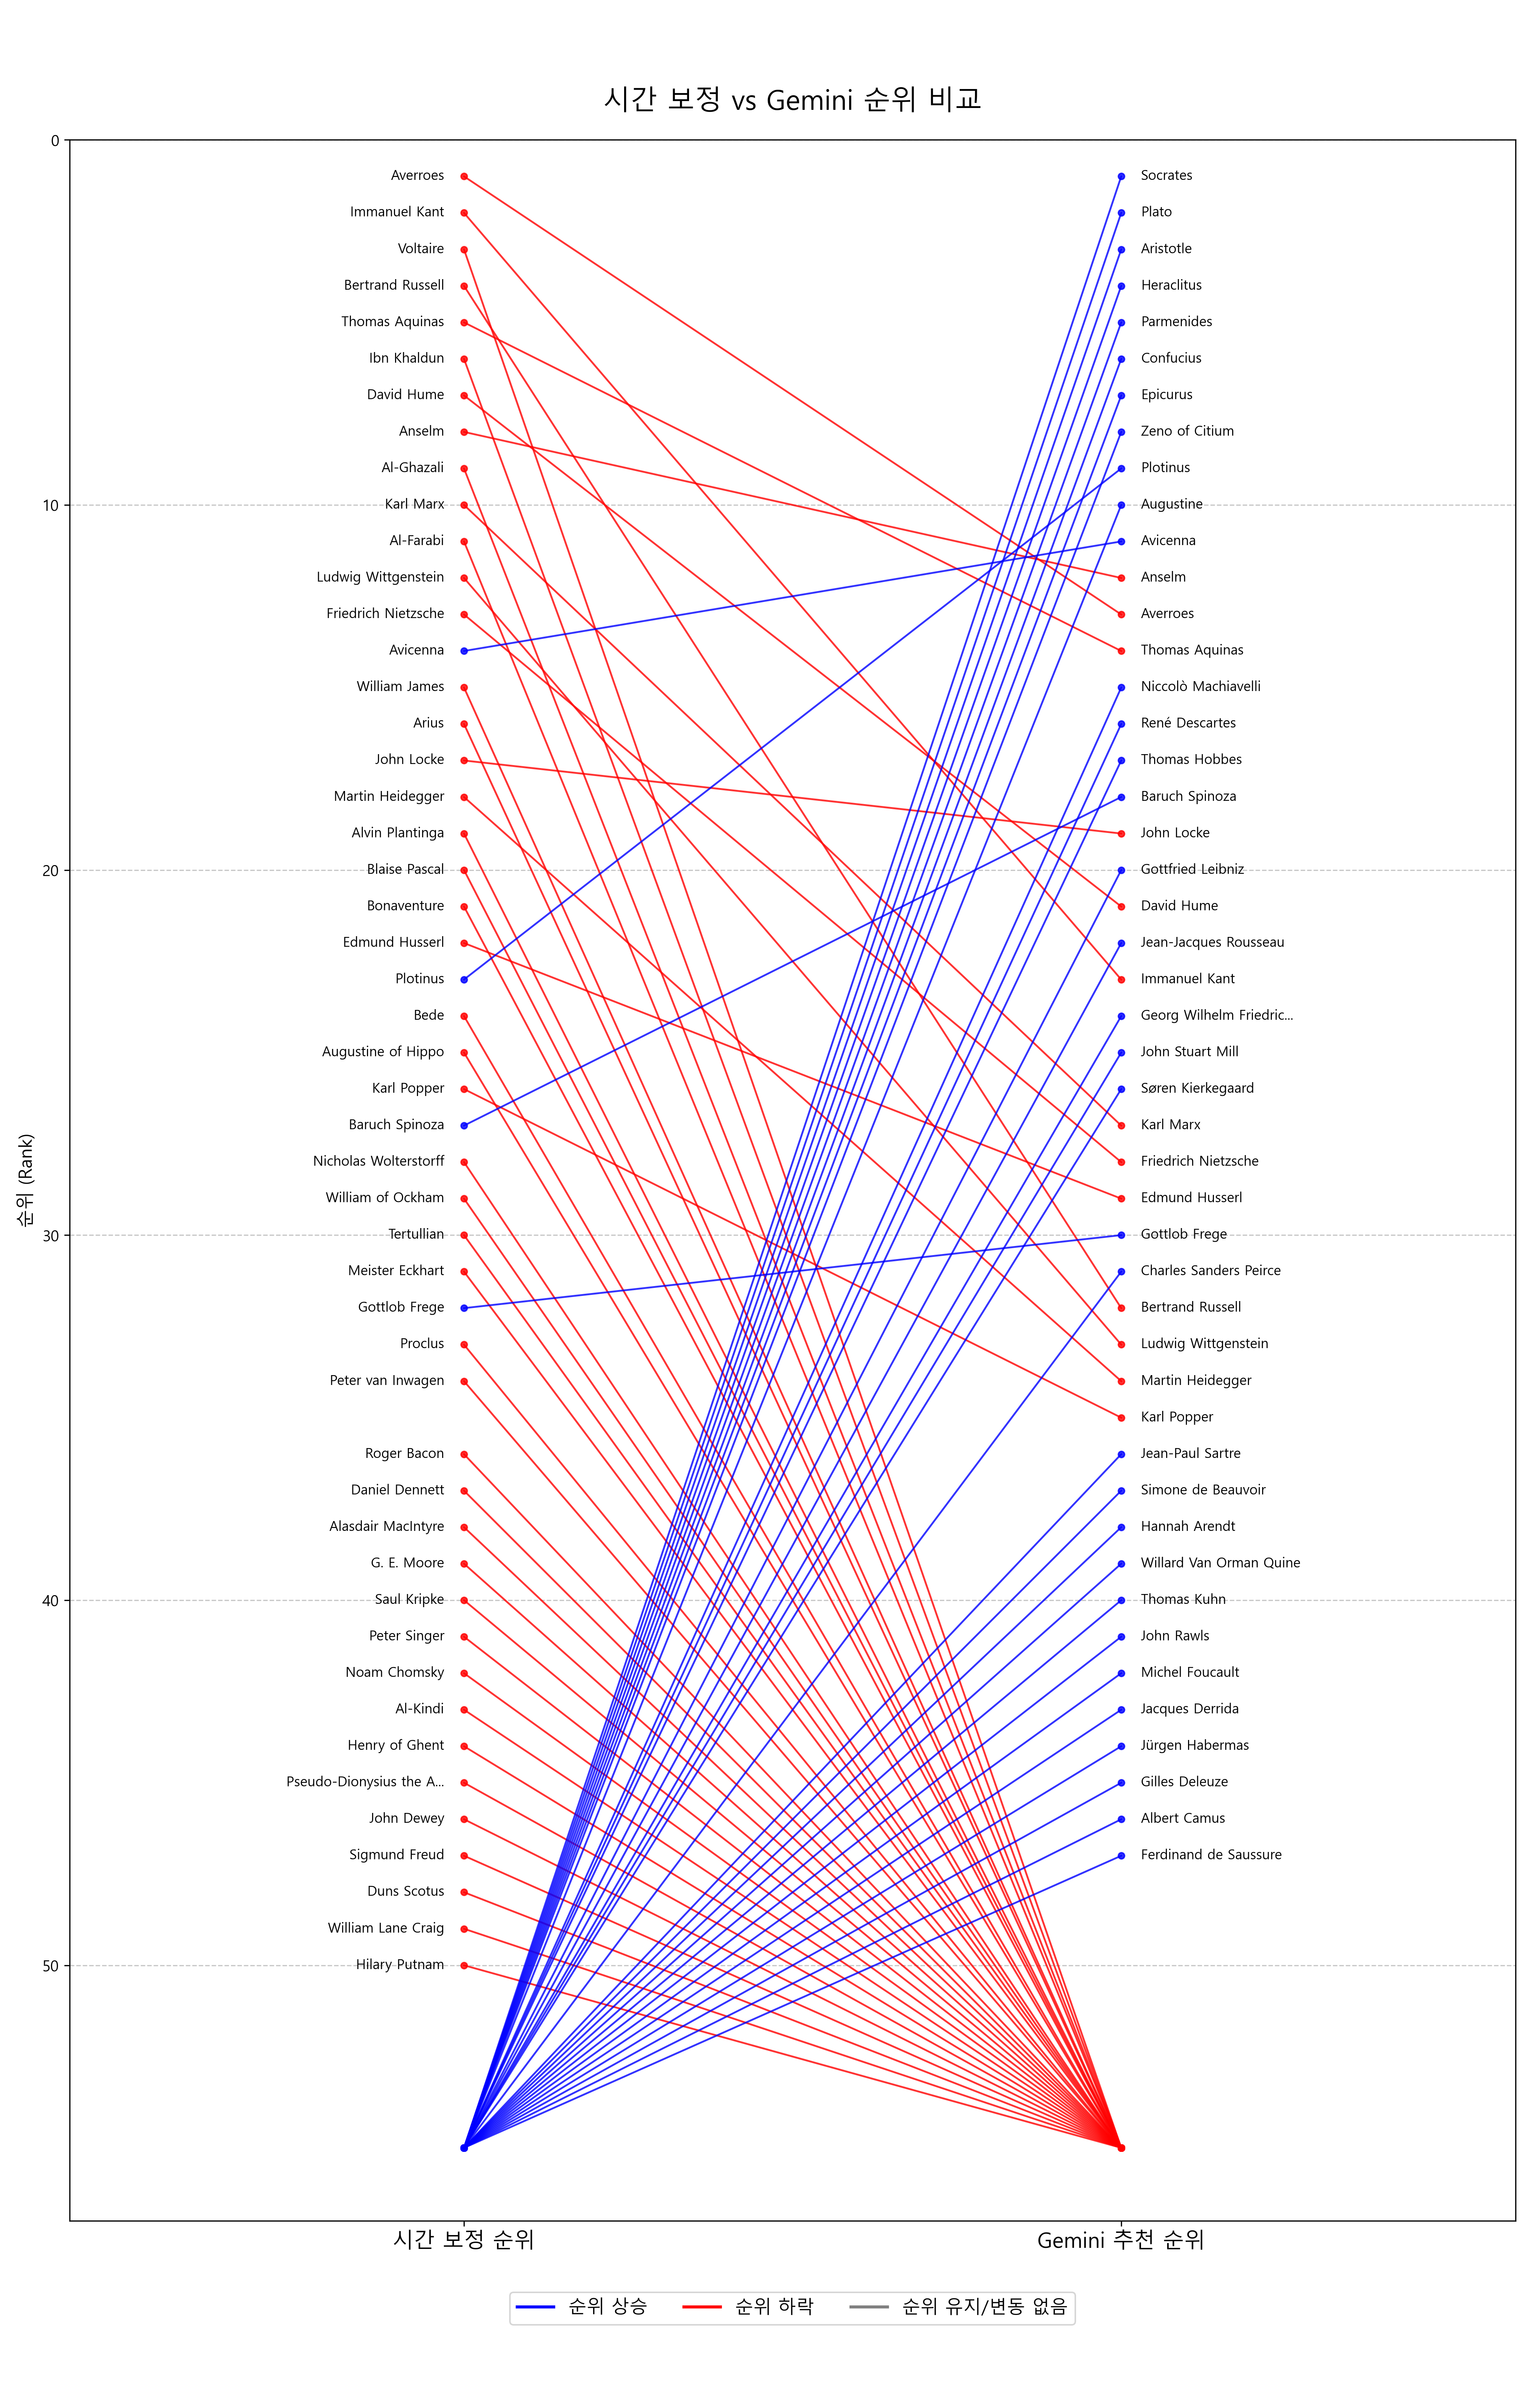 시간 보정 vs Gemini 순위 비교
순위 (Rank)
0
10
20
30
40
50
Averroes
Immanuel Kant
Voltaire
Bertrand Russell
Thomas Aquinas
Ibn Khaldun
David Hume
Anselm
Al-Ghazali
Karl Marx
Al-Farabi
Ludwig Wittgenstein
Friedrich Nietzsche
Avicenna
William James
Arius
John Locke
Martin Heidegger
Alvin Plantinga
Blaise Pascal
Bonaventure
Edmund Husserl
Plotinus
Bede
Augustine of Hippo
Karl Popper
Baruch Spinoza
Nicholas Wolterstorff
William of Ockham
Tertullian
Meister Eckhart
Gottlob Frege
Proclus
Peter van Inwagen
Roger Bacon
Daniel Dennett
Alasdair MacIntyre
G. E. Moore
Saul Kripke
Peter Singer
Noam Chomsky
Al-Kindi
Henry of Ghent
Pseudo-Dionysius the A...
John Dewey
Sigmund Freud
Duns Scotus
William Lane Craig
Hilary Putnam
Socrates
Plato
Aristotle
Heraclitus
Parmenides
Confucius
Epicurus
Zeno of Citium
Plotinus
Augustine
Avicenna
Anselm
Averroes
Thomas Aquinas
Niccolò Machiavelli
René Descartes
Thomas Hobbes
Baruch Spinoza
John Locke
Gottfried Leibniz
David Hume
Jean-Jacques Rousseau
Immanuel Kant
Georg Wilhelm Friedric...
John Stuart Mill
Søren Kierkegaard
Karl Marx
Friedrich Nietzsche
Edmund Husserl
Gottlob Frege
Charles Sanders Peirce
Bertrand Russell
Ludwig Wittgenstein
Martin Heidegger
Karl Popper
Jean-Paul Sartre
Simone de Beauvoir
Hannah Arendt
Willard Van Orman Quine
Thomas Kuhn
John Rawls
Michel Foucault
Jacques Derrida
Jürgen Habermas
Gilles Deleuze
Albert Camus
Ferdinand de Saussure
시간 보정 순위
Gemini 추천 순위
순위 상승
순위 하락
순위 유지/변동 없음